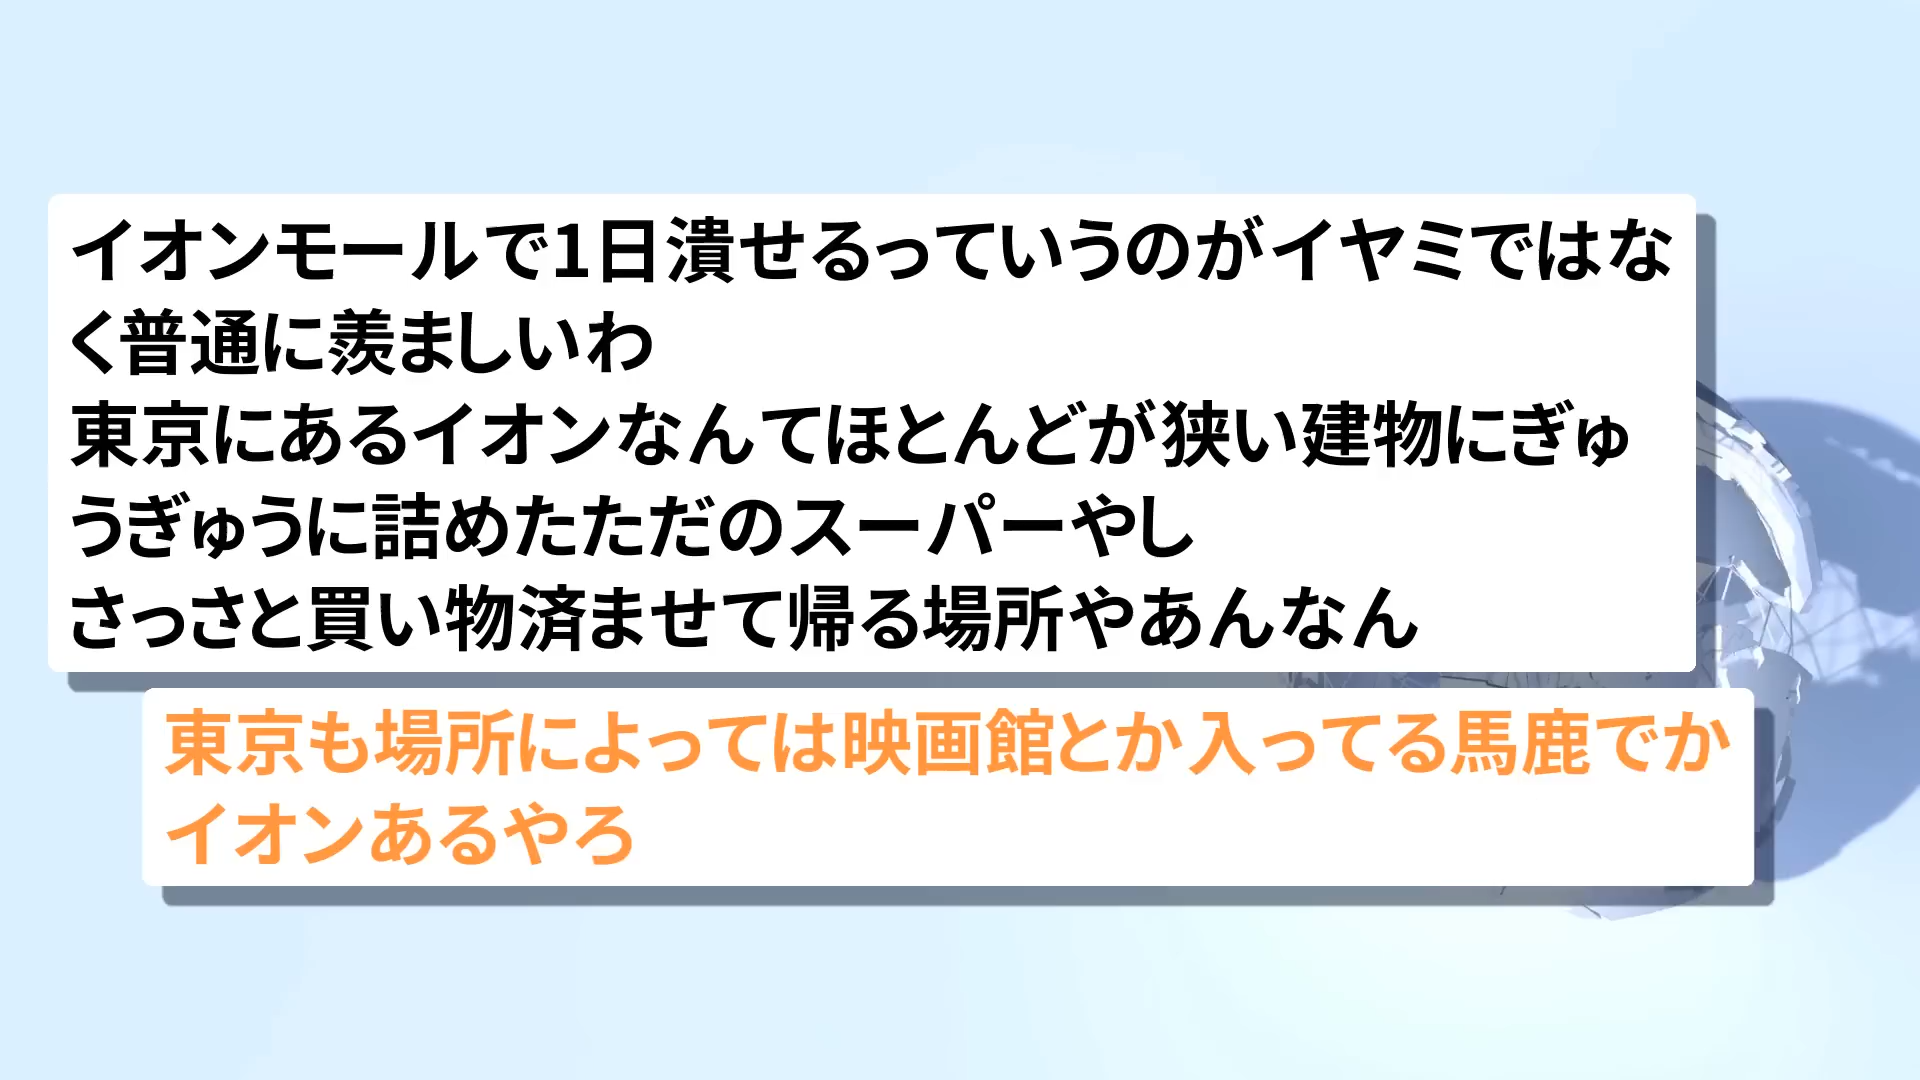 イオンモールで1日潰せるっていうのがイヤミではな
く普通に羨ましいわ
東京にあるイオンなんてほとんどが狭い建物にぎゅ
うぎゅうに詰めたただのスーパーやし
さっさと買い物済ませて帰る場所やあんなん
東京も場所によっては映画館とか入ってる馬鹿でか
イオンあるやろ